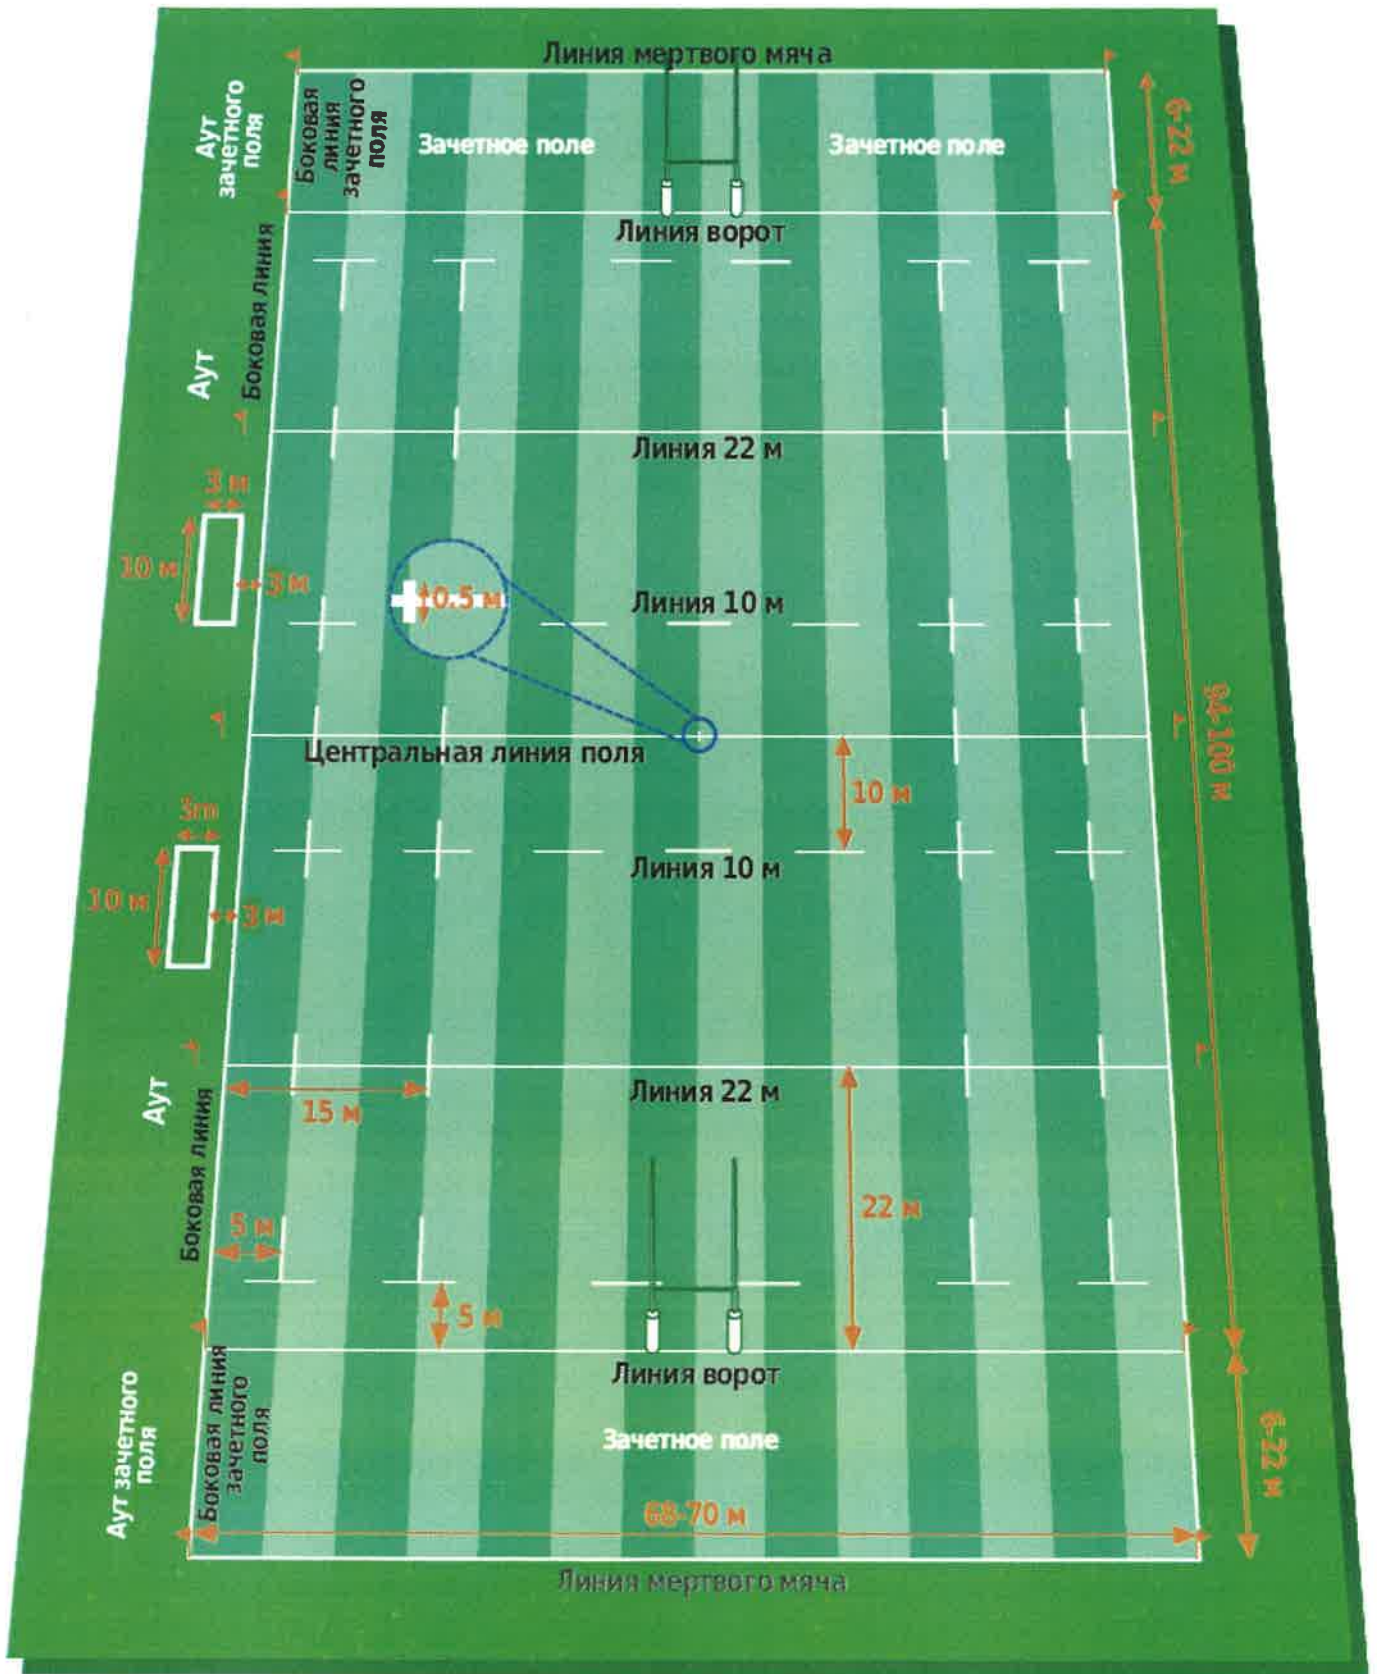 Линия мертвого мяча
Аут
зачетного
поля
Боковая
линия
зачетного
поля
Зачетное поле
Зачетное поле
6-22 м
Линия ворот
Боковая линия
Аут
Линия 22 м
3 м
10 м
3 м
0.5 м
Линия 10 м
94-100 м
Центральная линия поля
10 м
3m
Линия 10 м
10 м
3 м
Аут
Линия 22 м
15 м
Боковая линия
22 м
5 м
5 м
Линия ворот
Аут зачетного
поля
Боковая линия
зачетного
поля
Зачетное поле
6-22 м
68-70 м
Линия мертвого мяча